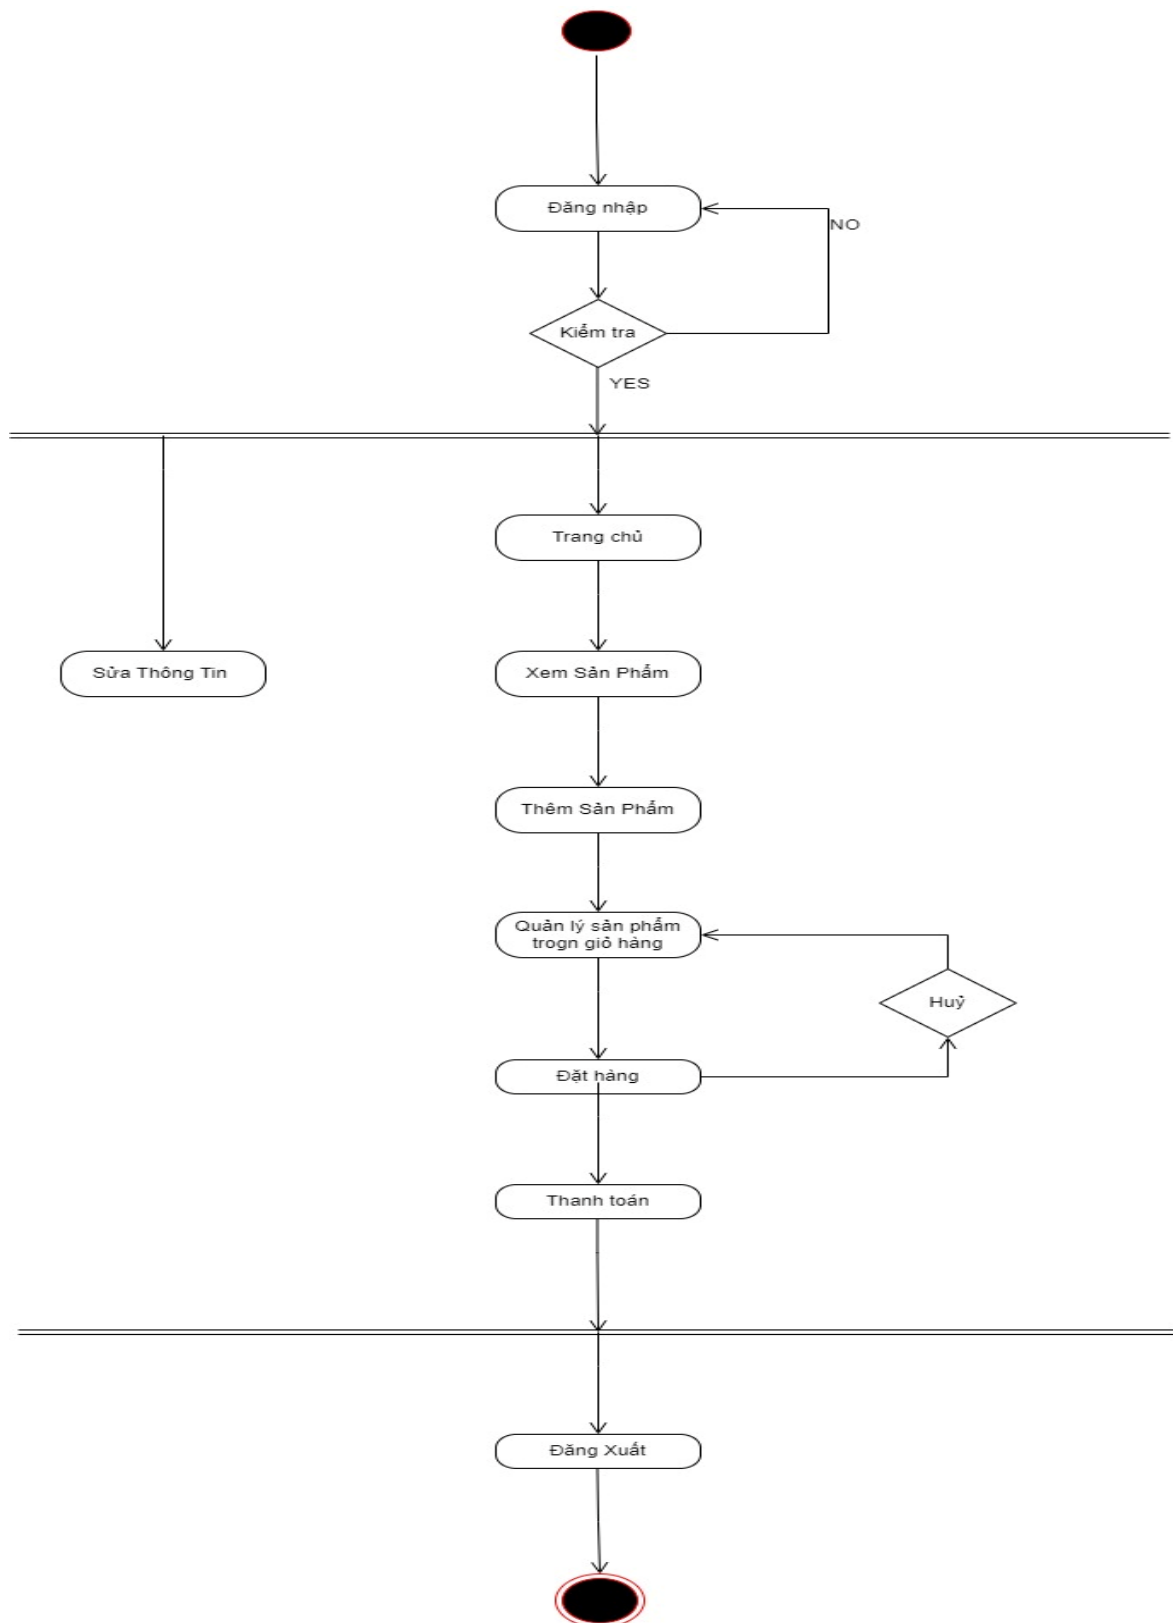 Đăng nhập
NO
Kiểm tra
YES
Trang chủ
Sửa Thông Tin
Xem Sản Phẩm
Thêm Sản Phẩm
Quản lý sản phẩm
trogn giỏ hàng
Huỷ
Đặt hàng
Thanh toán
Đăng Xuất